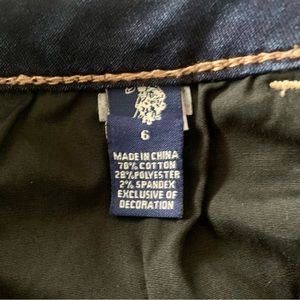 6
MADE IN CHINA
70% COTTON
28% POLYESTER
2% SPANDEX
EXCLUSIVE OF
DECORATION